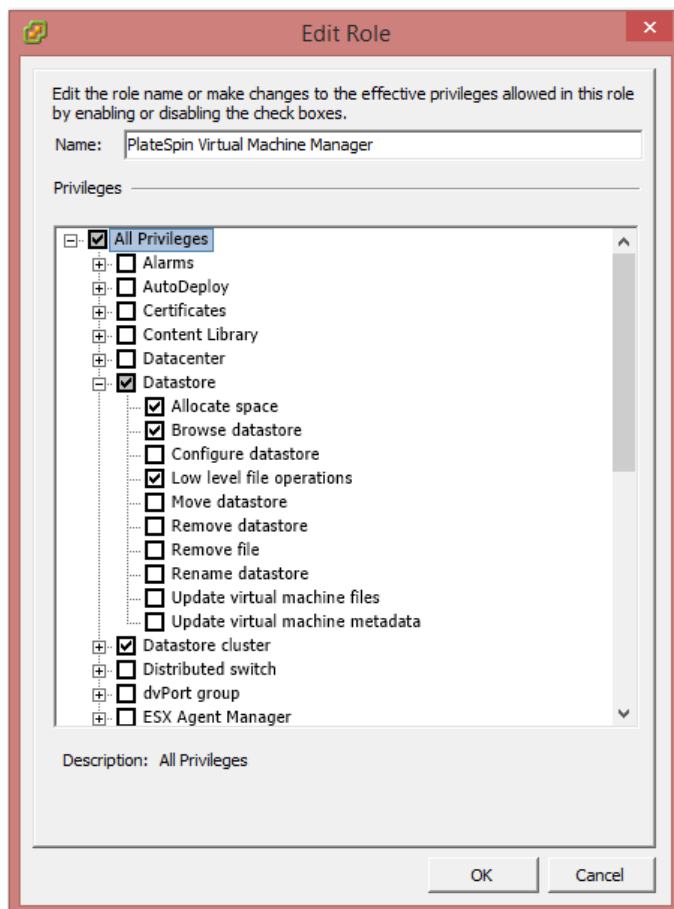 Edit Role
Edit the role name or make changes to the effective privileges allowed in this role
by enabling or disabling the check boxes.
Name: PlateSpin Virtual Machine Manager
Privileges
All Privileges
Alarms
AutoDeploy
Certificates
Content Library
Datacenter
Datastore
Allocate space
Browse datastore
Configure datastore
Low level file operations
Move datastore
Remove datastore
Remove file
Rename datastore
Update virtual machine files
Update virtual machine metadata
Datastore cluster
Distributed switch
dvPort group
ESX Agent Manager
Description: All Privileges
OK Cancel